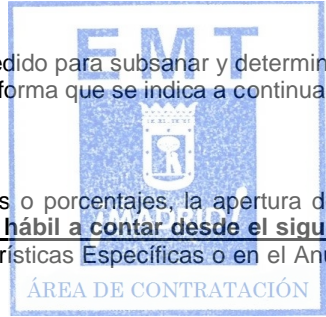 EMT
edido para subsanar y determin
forma que se indica a continua
s o porcentajes, la apertura d
¡MADRID!
hábil a contar desde el sigu
rísticas Específicas o en el Anu
ÁREA DE CONTRATACIÓN